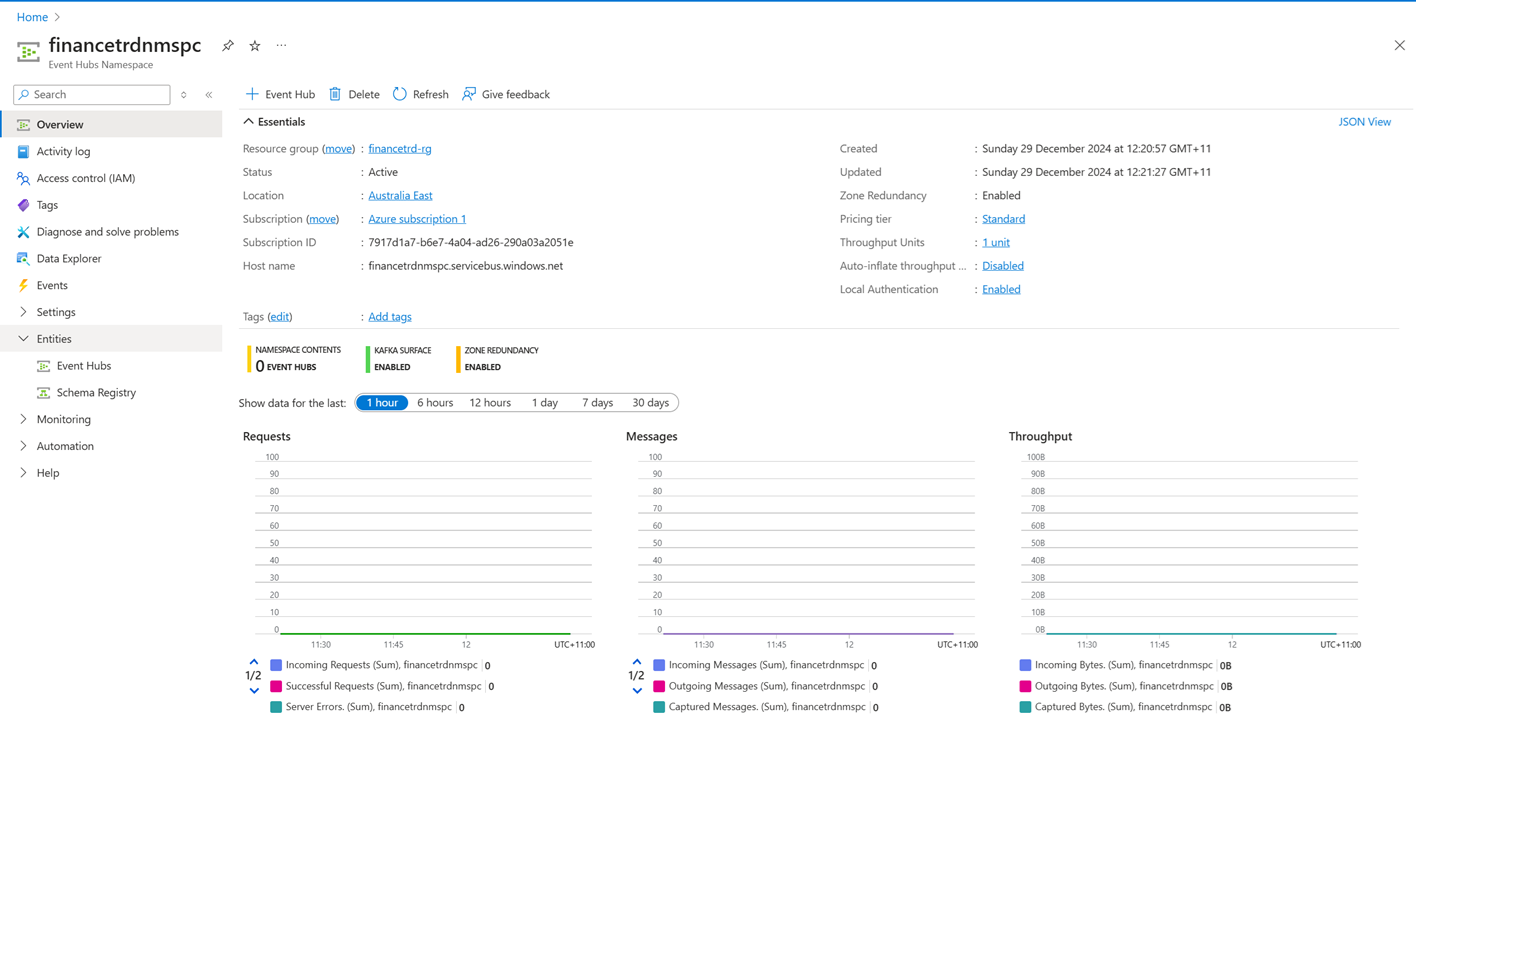 Home
financetrdnmspc
Event Hubs Namespace
Search
Overview
Activity log
Access control (IAM)
Tags
Diagnose and solve problems
Data Explorer
Events
Settings
Entities
Event Hubs
Schema Registry
Monitoring
Automation
Help
Event Hub Delete Refresh Give feedback
Essentials JSON View
Resource group (move) : financetrd-rg
Status : Active
Location : Australia East
Subscription (move) : Azure subscription 1
Subscription ID : 7917d1a7-b6e7-4a04-ad26-290a03a2051e
Host name : financetrdnmspc.servicebus.windows.net
Created : Sunday 29 December 2024 at 12:20:57 GMT+11
Updated : Sunday 29 December 2024 at 12:21:27 GMT+11
Zone Redundancy : Enabled
Pricing tier : Standard
Throughput Units : 1 unit
Auto-inflate throughput ... : Disabled
Local Authentication : Enabled
Tags (edit) : Add tags
NAMESPACE CONTENTS
0 EVENT HUBS
KAFKA SURFACE
ENABLED
ZONE REDUNDANCY
ENABLED
Show data for the last: 1 hour 6 hours 12 hours 1 day 7 days 30 days
Requests
100
90
80
70
60
50
40
30
20
10
0
11:30 11:45 12 UTC+11:00
1/2
Incoming Requests (Sum), financetrdnmspc 0
Successful Requests (Sum), financetrdnmspc 0
Server Errors. (Sum), financetrdnmspc 0
Messages
100
90
80
70
60
50
40
30
20
10
0
11:30 11:45 12 UTC+11:00
1/2
Incoming Messages (Sum), financetrdnmspc 0
Outgoing Messages (Sum), financetrdnmspc 0
Captured Messages. (Sum), financetrdnmspc 0
Throughput
100B
90B
80B
70B
60B
50B
40B
30B
20B
10B
0B
11:30 11:45 12 UTC+11:00
Incoming Bytes. (Sum), financetrdnmspc 0B
Outgoing Bytes. (Sum), financetrdnmspc 0B
Captured Bytes. (Sum), financetrdnmspc 0B